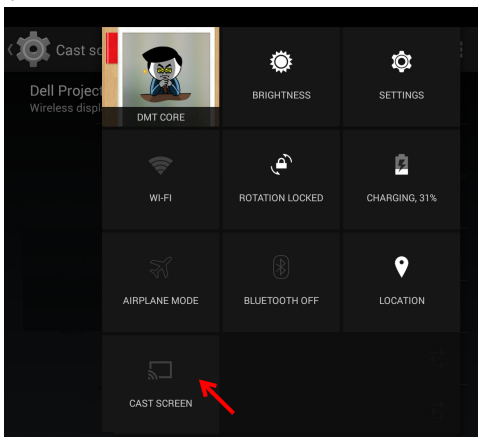 Cast sc
Dell Project
Wireless displ
DMT CORE
BRIGHTNESS
SETTINGS
WI-FI
ROTATION LOCKED
CHARGING, 31%
AIRPLANE MODE
BLUETOOTH OFF
LOCATION
CAST SCREEN